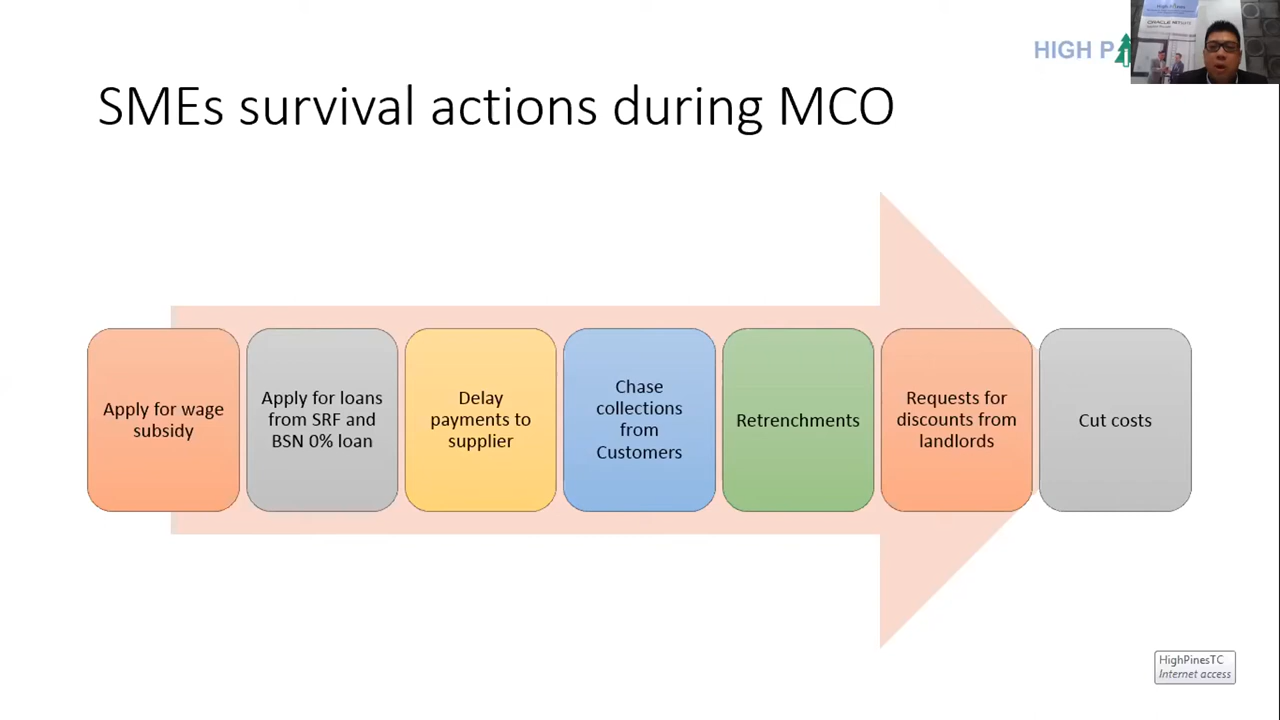 HIGH P
SMEs survival actions during MCO
Apply for wage
subsidy
Apply for loans
from SRF and
BSN 0% loan
Delay
payments to
supplier
Chase
collections
from
Customers
Retrenchments
Requests for
discounts from
landlords
Cut costs
HighPinesTC
Internet access